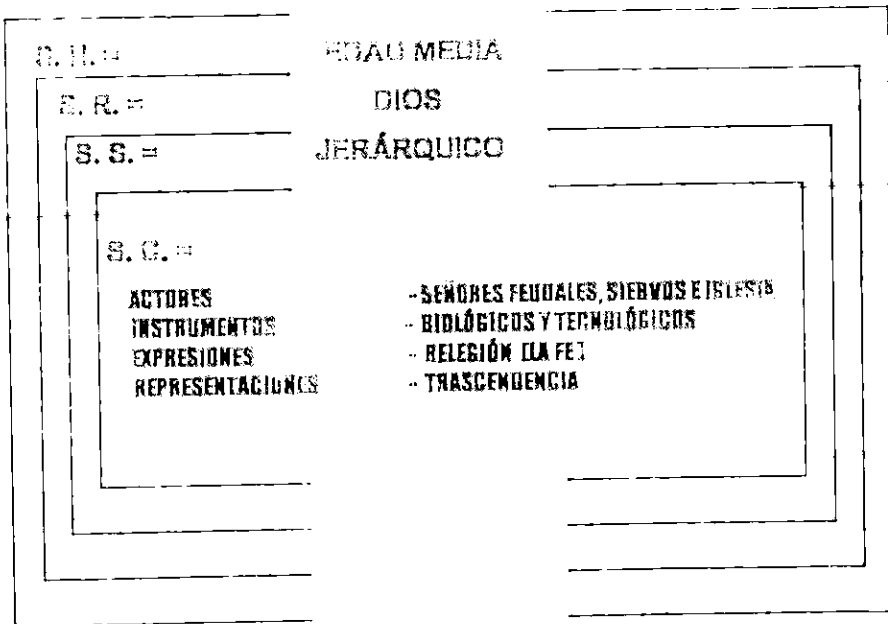 EDAD MEDIA
S. R. = DIOS
S. S. = JERÁRQUICO
S. C. =
ACTORES -- SEÑORES FEUDALES, SIERVOS E IGLESIA
INSTRUMENTOS -- BIOLÓGICOS Y TECNOLÓGICOS
EXPRESIONES -- RELEGIÓN (LA FE)
REPRESENTACIONES -- TRASCENDENCIA